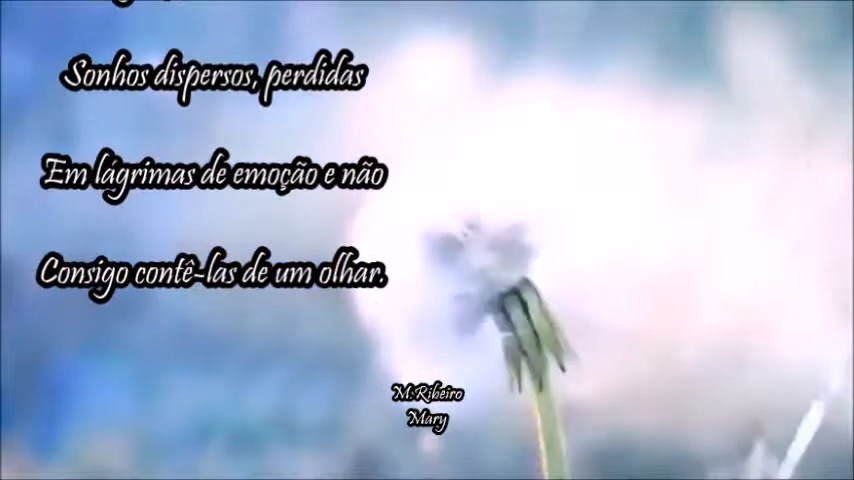 Sonhos dispersos, perdidas
Em lágrimas de emoção e não
Consigo contê-las de um olhar.
M. Ribeiro
Mary